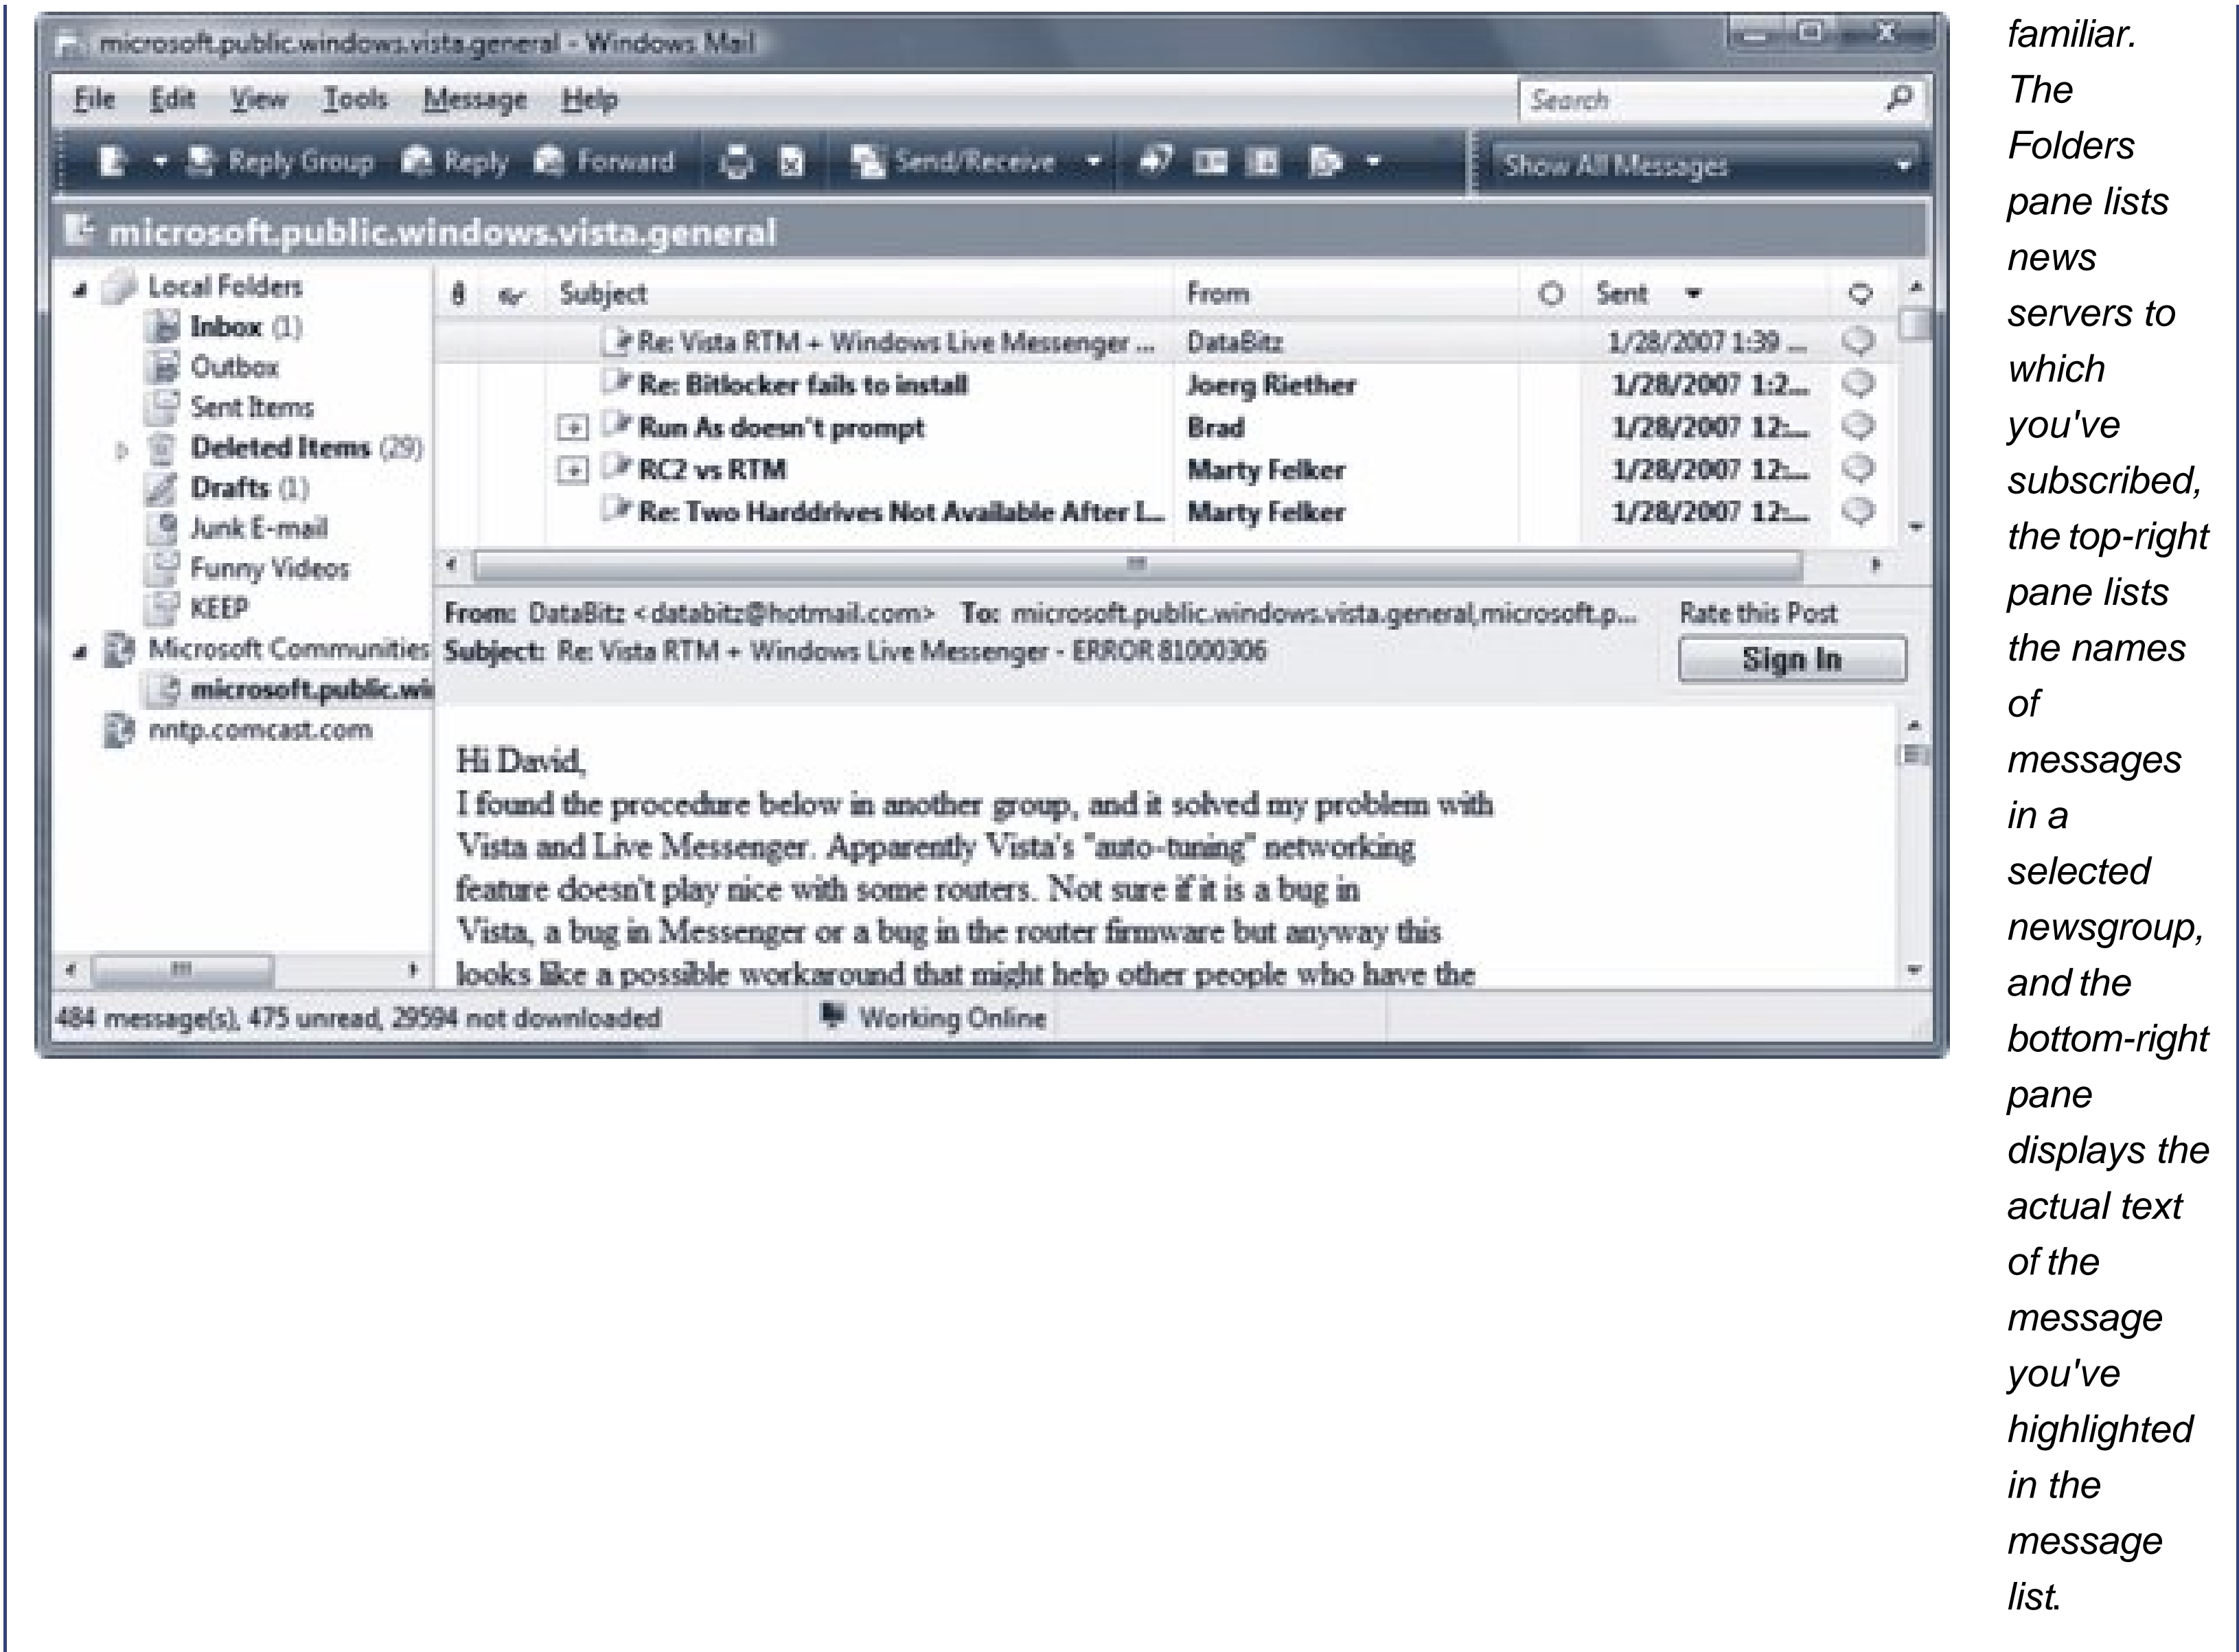 microsoft.public.windows.vista.general - Windows Mail
File Edit View Tools Message Help
Search
Reply Group Reply Forward Send/Receive Show All Messages
microsoft.public.windows.vista.general
Local Folders
Inbox (1)
Outbox
Sent Items
Deleted Items (29)
Drafts (1)
Junk E-mail
Funny Videos
KEEP
Microsoft Communities
microsoft.public.wi
nntp.comcast.com
Subject From Sent
Re: Vista RTM + Windows Live Messenger ... DataBitz 1/28/2007 1:39 ...
Re: Bitlocker fails to install Joerg Riether 1/28/2007 1:2...
Run As doesn't prompt Brad 1/28/2007 12:...
RC2 vs RTM Marty Felker 1/28/2007 12:...
Re: Two Harddrives Not Available After I... Marty Felker 1/28/2007 12:...
From: DataBitz <databitz@hotmail.com> To: microsoft.public.windows.vista.general,microsoft.p...
Subject: Re: Vista RTM + Windows Live Messenger - ERROR 81000306
Rate this Post
Sign In
Hi David,
I found the procedure below in another group, and it solved my problem with
Vista and Live Messenger. Apparently Vista's "auto-tuning" networking
feature doesn't play nice with some routers. Not sure if it is a bug in
Vista, a bug in Messenger or a bug in the router firmware but anyway this
looks like a possible workaround that might help other people who have the
484 message(s), 475 unread, 29594 not downloaded
Working Online
familiar.
The
Folders
pane lists
news
servers to
which
you've
subscribed,
the top-right
pane lists
the names
of
messages
in a
selected
newsgroup,
and the
bottom-right
pane
displays the
actual text
of the
message
you've
highlighted
in the
message
list.